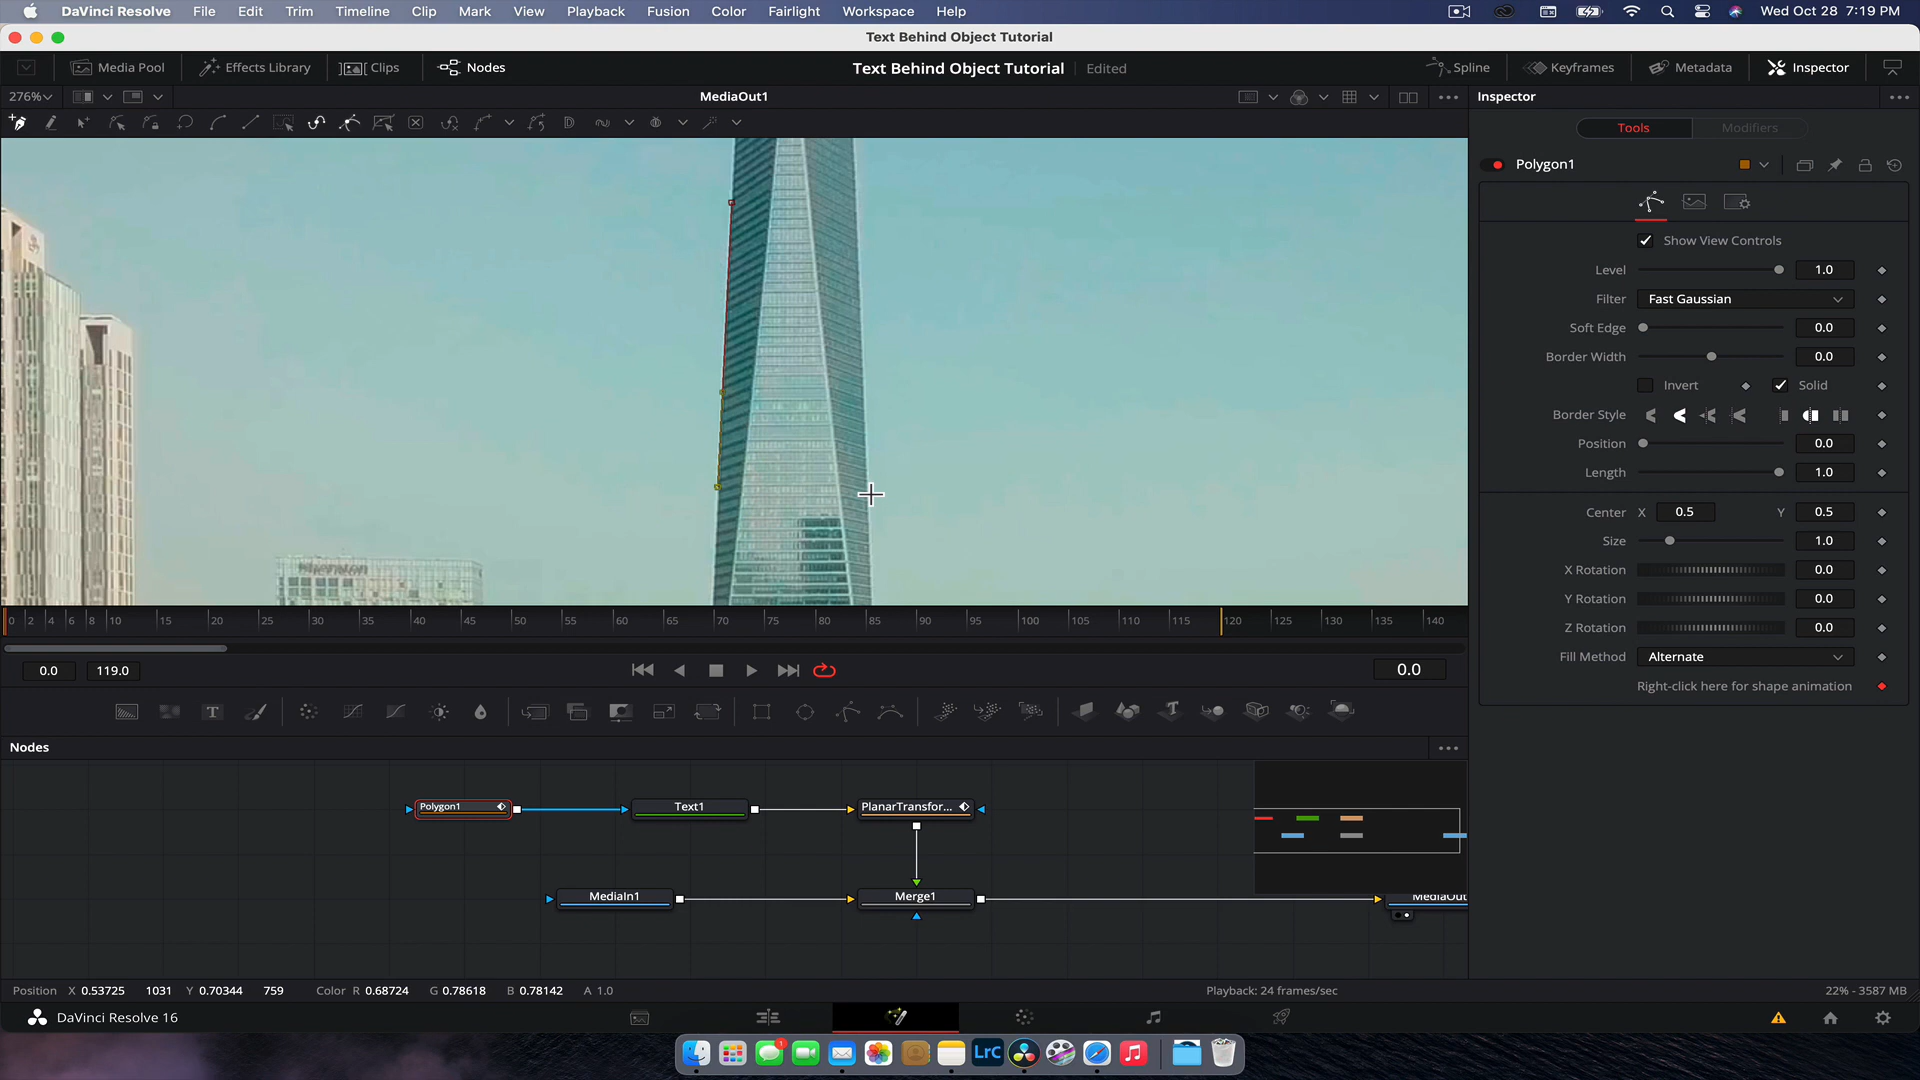 DaVinci Resolve File Edit Trim Timeline Clip Mark View Playback Fusion Color Fairlight Workspace Help Wed Oct 28 7:19 PM
Text Behind Object Tutorial
Media Pool Effects Library Clips Nodes Text Behind Object Tutorial Edited Spline Keyframes Metadata Inspector
276% MediaOut1 Inspector
Tools Modifiers
Polygon1
Show View Controls
Level 1.0
Filter Fast Gaussian
Soft Edge 0.0
Border Width 0.0
Invert Solid
Border Style
Position 0.0
Length 1.0
Center X 0.5 Y 0.5
Size 1.0
X Rotation 0.0
Y Rotation 0.0
Z Rotation 0.0
Fill Method Alternate
Right-click here for shape animation
0 2 4 6 8 10 15 20 25 30 35 40 45 50 55 60 65 70 75 80 85 90 95 100 105 110 115 120 125 130 135 140
0.0 119.0 0.0
Nodes
Polygon1 Text1 PlanarTransfor...
MediaIn1 Merge1 MediaOut
Position X 0.53725 1031 Y 0.70344 759 Color R 0.68724 G 0.78618 B 0.78142 A 1.0 Playback: 24 frames/sec 22% - 3587 MB
DaVinci Resolve 16
1
LrC